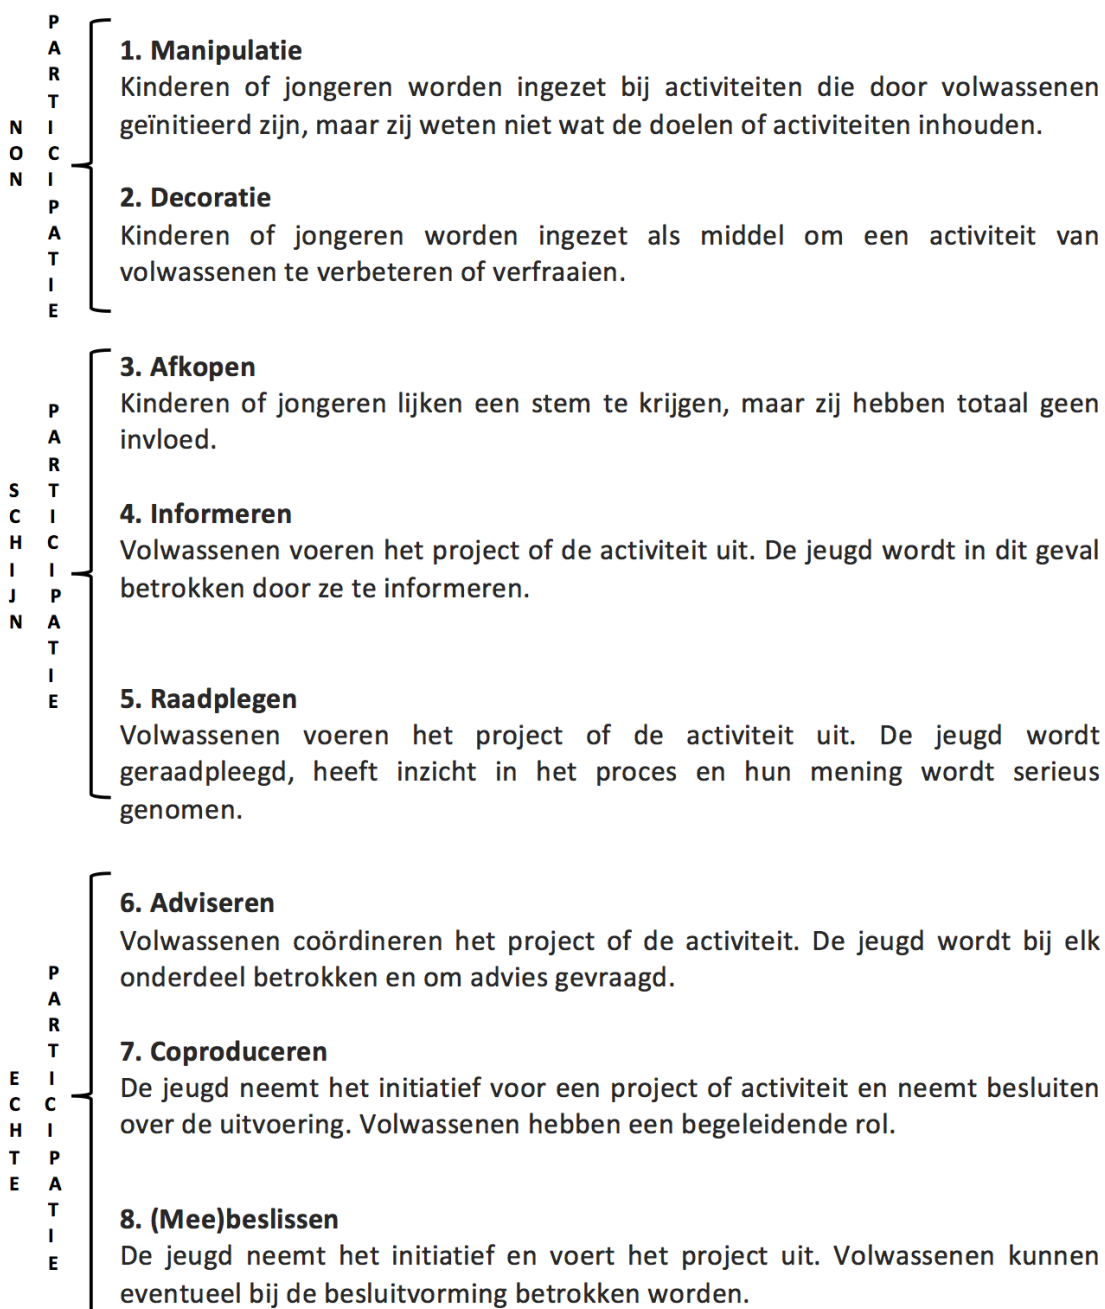 NON PARTICIPATIE
1. Manipulatie
Kinderen of jongeren worden ingezet bij activiteiten die door volwassenen
geïnitieerd zijn, maar zij weten niet wat de doelen of activiteiten inhouden.
2. Decoratie
Kinderen of jongeren worden ingezet als middel om een activiteit van
volwassenen te verbeteren of verfraaien.
SCHIJN PARTICIPATIE
3. Afkopen
Kinderen of jongeren lijken een stem te krijgen, maar zij hebben totaal geen
invloed.
4. Informeren
Volwassenen voeren het project of de activiteit uit. De jeugd wordt in dit geval
betrokken door ze te informeren.
5. Raadplegen
Volwassenen voeren het project of de activiteit uit. De jeugd wordt
geraadpleegd, heeft inzicht in het proces en hun mening wordt serieus
genomen.
ECHTE PARTICIPATIE
6. Adviseren
Volwassenen coördineren het project of de activiteit. De jeugd wordt bij elk
onderdeel betrokken en om advies gevraagd.
7. Coproduceren
De jeugd neemt het initiatief voor een project of activiteit en neemt besluiten
over de uitvoering. Volwassenen hebben een begeleidende rol.
8. (Mee)beslissen
De jeugd neemt het initiatief en voert het project uit. Volwassenen kunnen
eventueel bij de besluitvorming betrokken worden.